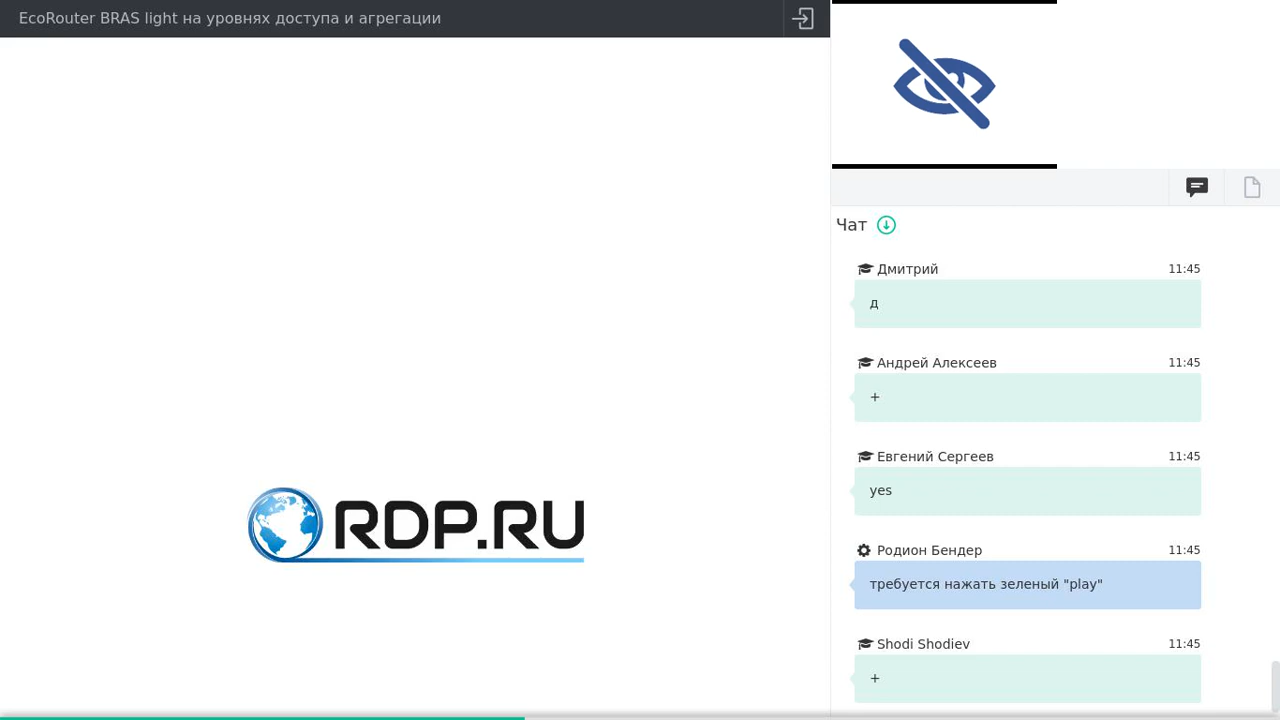 EcoRouter BRAS light на уровнях доступа и агрегации
RDP.RU
Чат
Дмитрий 11:45
д
Андрей Алексеев 11:45
+
Евгений Сергеев 11:45
yes
Родион Бендер 11:45
требуется нажать зеленый "play"
Shodi Shodiev 11:45
+